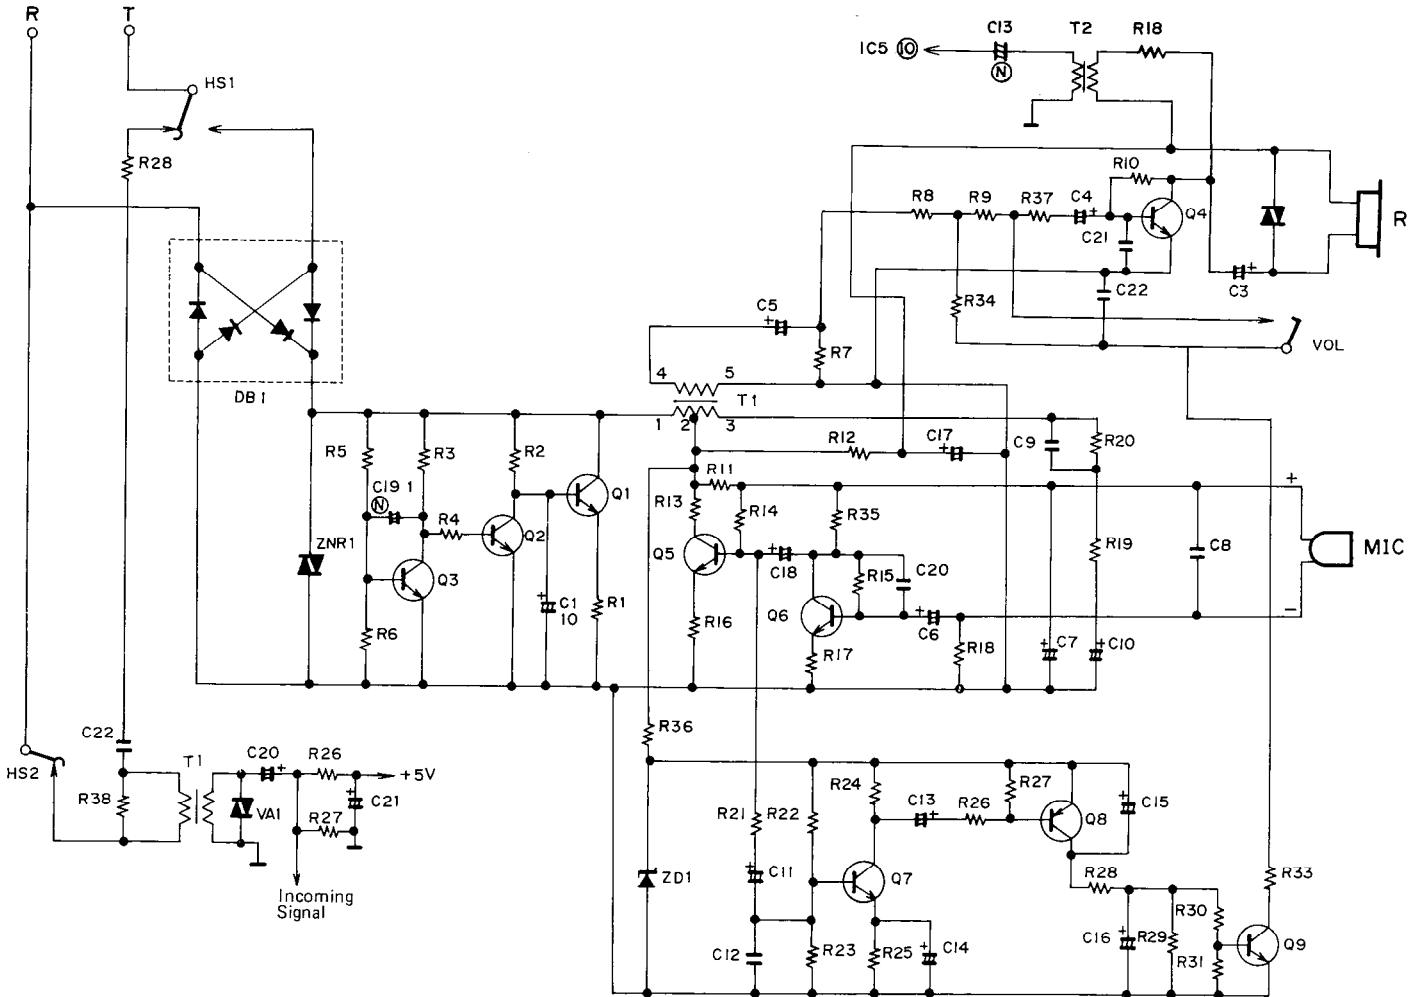 R
T
C13
T2
R18
IC5 10
N
HS1
R28
R10
R8
R9
R37
C4
+
Q4
R
C21
C22
+
C3
R34
C5
+
VOL
R7
DB1
4
5
T1
1
2
3
R12
C17
+
C9
R20
R5
R3
R2
C19 1
N
R11
+
R13
R14
R35
Q1
R4
Q2
Q5
R19
C8
MIC
ZNR1
+
C18
R15
C20
Q3
+
C1
10
R1
Q6
+
C6
–
R6
R16
R17
R18
+
C7
+
C10
R36
C22
T1
C20
+
R26
+5V
HS2
R38
VA1
+
C21
R27
R24
C13
+
R26
R27
+
C15
R21
R22
Q8
ZD1
+
C11
Q7
R28
R33
Incoming
Signal
R30
C12
R23
R25
+
C14
+
C16
R29
R31
Q9